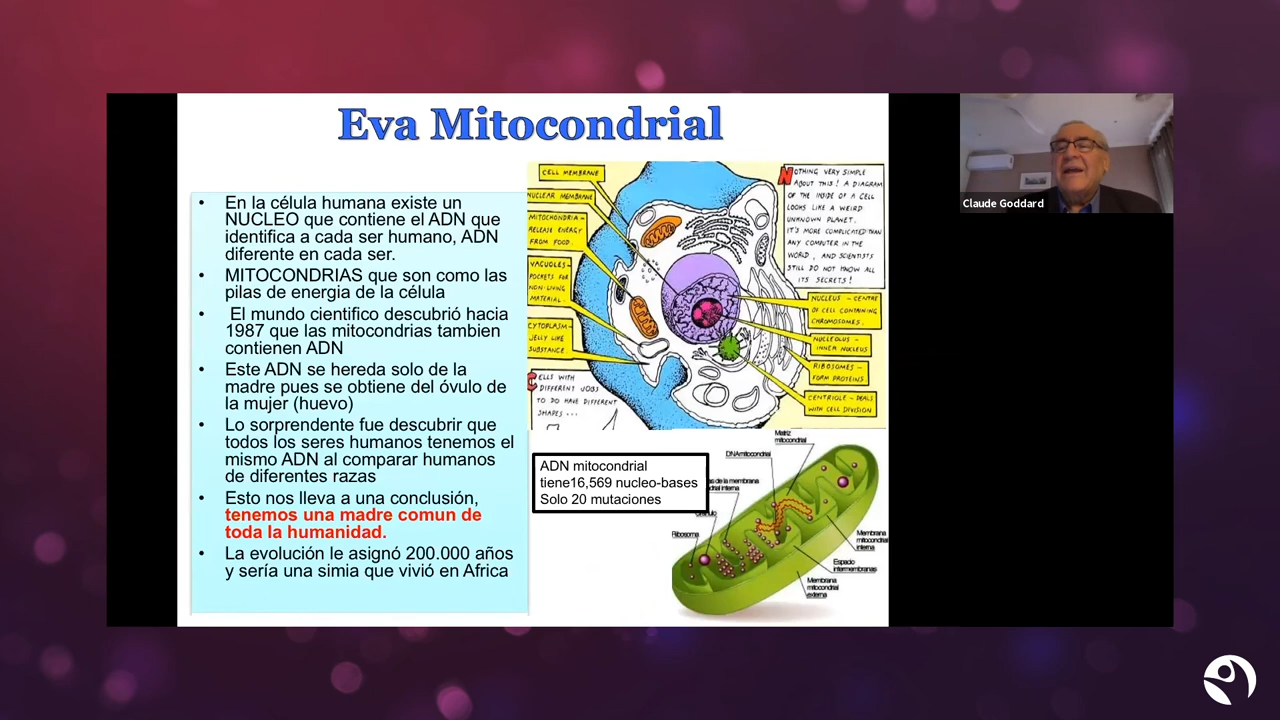 Eva Mitocondrial
• En la célula humana existe un
NUCLEO que contiene el ADN que
identifica a cada ser humano, ADN
diferente en cada ser.
• MITOCONDRIAS que son como las
pilas de energia de la célula
• El mundo cientifico descubrió hacia
1987 que las mitocondrias tambien
contienen ADN
• Este ADN se hereda solo de la
madre pues se obtiene del óvulo de
la mujer (huevo)
• Lo sorprendente fue descubrir que
todos los seres humanos tenemos el
mismo ADN al comparar humanos
de diferentes razas
• Esto nos lleva a una conclusión,
tenemos una madre comun de
toda la humanidad.
• La evolución le asignó 200.000 años
y sería una simia que vivió en Africa
CELL MEMBRANE
NUCLEAR MEMBRANE
MITOCHONDRIA-
RELEASE ENERGY
FROM FOOD.
VACUOLES-
POCKETS FOR
NON-LIVING
MATERIAL.
CYTOPLASM-
JELLY LIKE
SUBSTANCE
CELLS WITH
DIFFERENT JOBS
TO DO HAVE DIFFERENT
SHAPES...
NOTHING VERY SIMPLE
ABOUT THIS! A DIAGRAM
OF THE INSIDE OF A CELL
LOOKS LIKE A WEIRD
UNKNOWN PLANET.
IT'S MORE COMPLICATED THAN
ANY COMPUTER IN THE
WORLD, AND SCIENTISTS
STILL DO NOT KNOW ALL
ITS SECRETS!
NUCLEUS - CENTRE
OF CELL CONTAINING
CHROMOSOMES.
NUCLEOLUS -
INNER NUCLEUS
RIBOSOMES -
FORM PROTEINS
CENTRIOLE - DEALS
WITH CELL DIVISION
ADN mitocondrial
tiene16,569 nucleo-bases
Solo 20 mutaciones
Matriz
mitocondrial
DNA mitocondrial
as de la membrana
drial interna
Gránulo
Ribosoma
Membrana
mitocondrial
interna
Espacio
intermembranas
Membrana
mitocondrial
externa
Claude Goddard